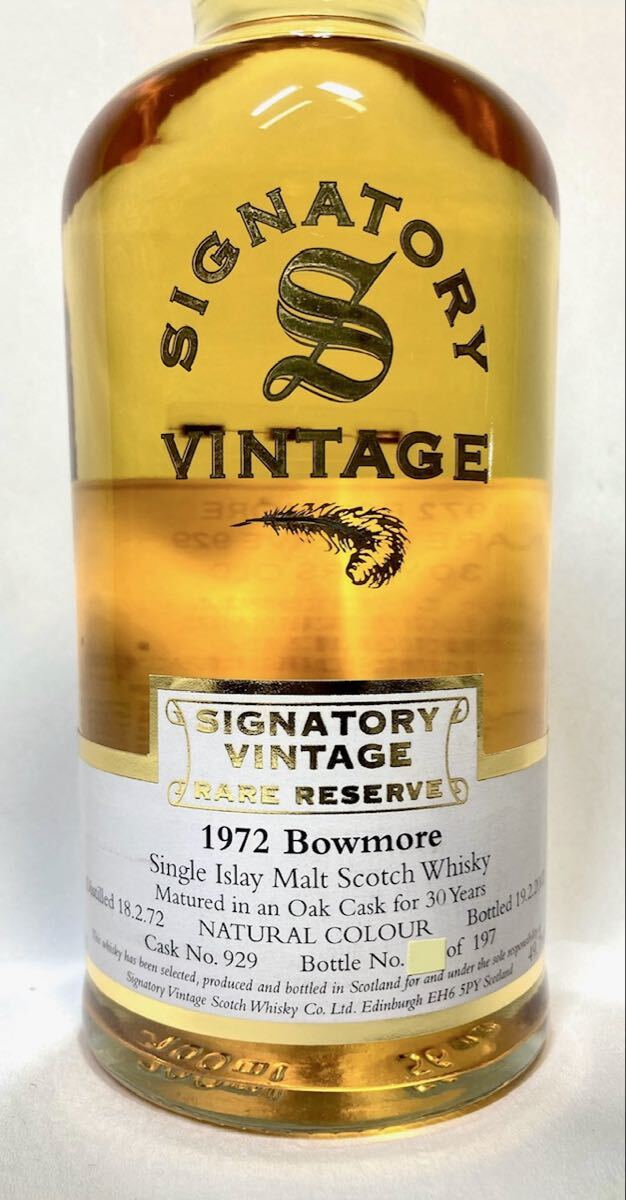 SIGNATORY
S
VINTAGE
SIGNATORY
VINTAGE
RARE RESERVE
1972 Bowmore
Single Islay Malt Scotch Whisky
Matured in an Oak Cask for 30 Years
Distilled 18.2.72 NATURAL COLOUR Bottled 19.2.
Cask No. 929 Bottle No. of 197
This whisky has been selected, produced and bottled in Scotland for and under the sole responsibility
Signatory Vintage Scotch Whisky Co. Ltd. Edinburgh EH6 5PY Scotland